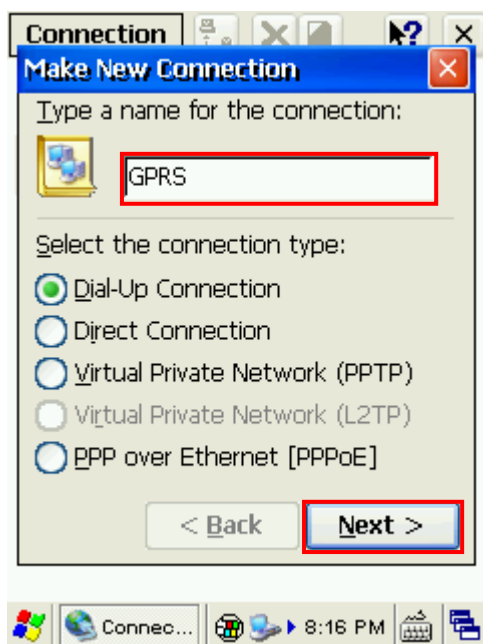 Connection ? ×
Make New Connection
Type a name for the connection:
GPRS
Select the connection type:
Dial-Up Connection
Direct Connection
Virtual Private Network (PPTP)
Virtual Private Network (L2TP)
PPP over Ethernet [PPPoE]
< Back Next >
Connec... 8:16 PM